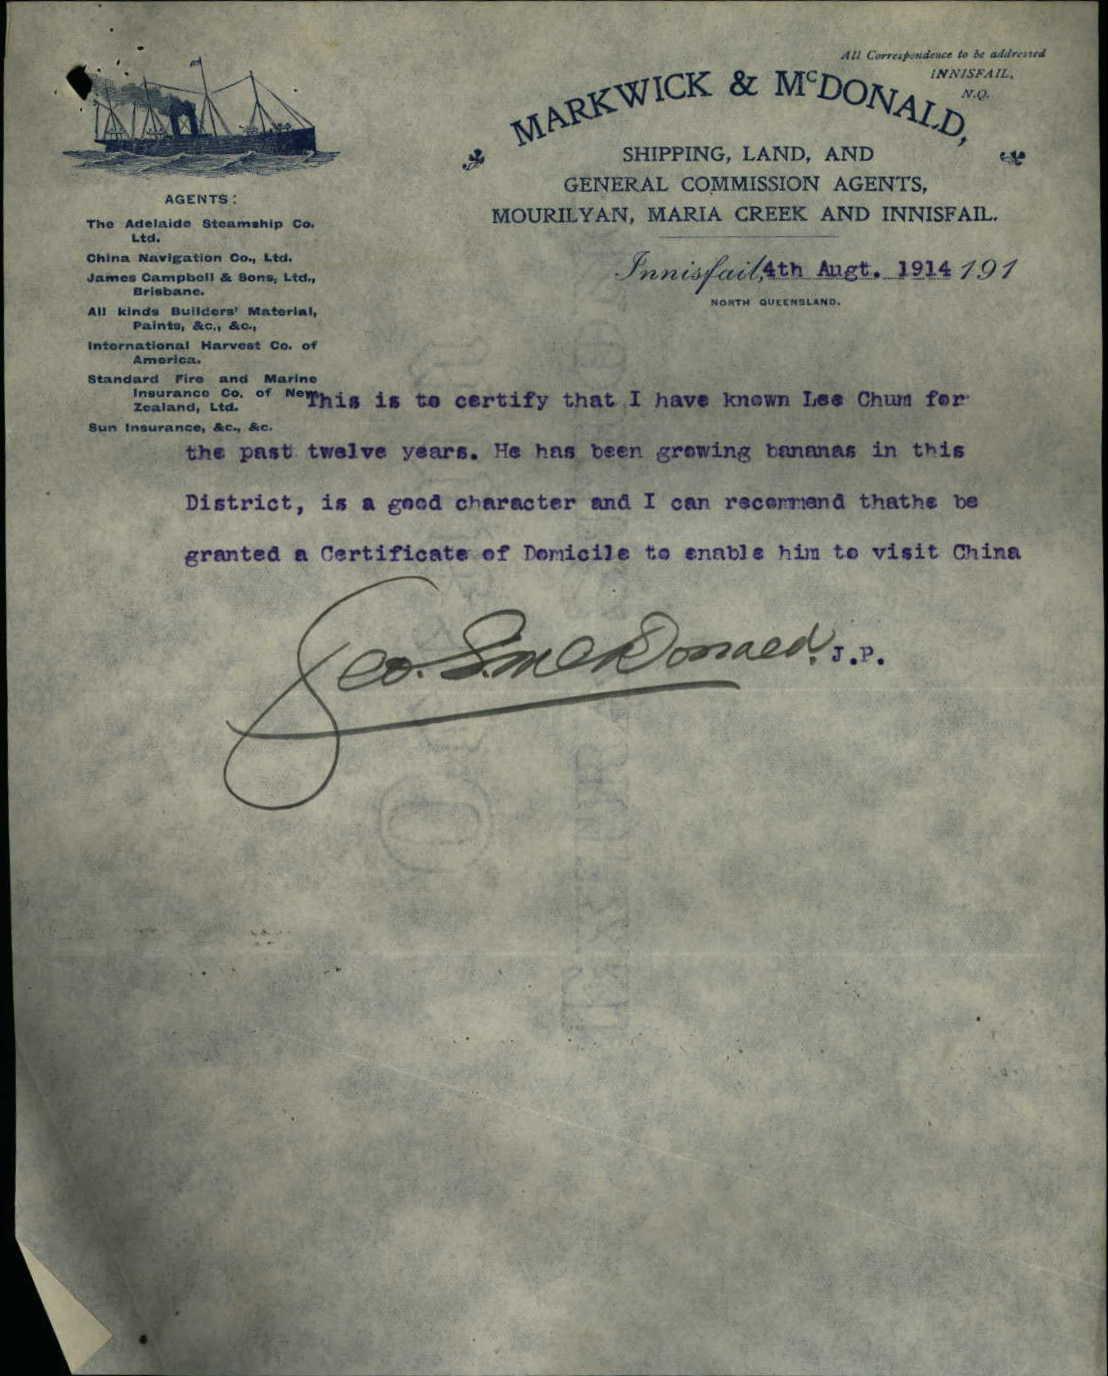 All Correspondence to be addressed
INNISFAIL,
N.Q.
MARKWICK & McDONALD,
SHIPPING, LAND, AND
GENERAL COMMISSION AGENTS,
MOURILYAN, MARIA CREEK AND INNISFAIL.
Innisfail, 4th Augt. 1914 191
NORTH QUEENSLAND.
AGENTS:
The Adelaide Steamship Co.
Ltd.
China Navigation Co., Ltd.
James Campbell & Sons, Ltd.,
Brisbane.
All kinds Builders' Material,
Paints, &c., &c.,
International Harvest Co. of
America.
Standard Fire and Marine
Insurance Co. of New
Zealand, Ltd.
Sun Insurance, &c., &c.
This is to certify that I have known Lee Chum for
the past twelve years. He has been growing bananas in this
District, is a good character and I can recommend thathe be
granted a Certificate of Domicile to enable him to visit China
Geo. S. McDonald. J.P.